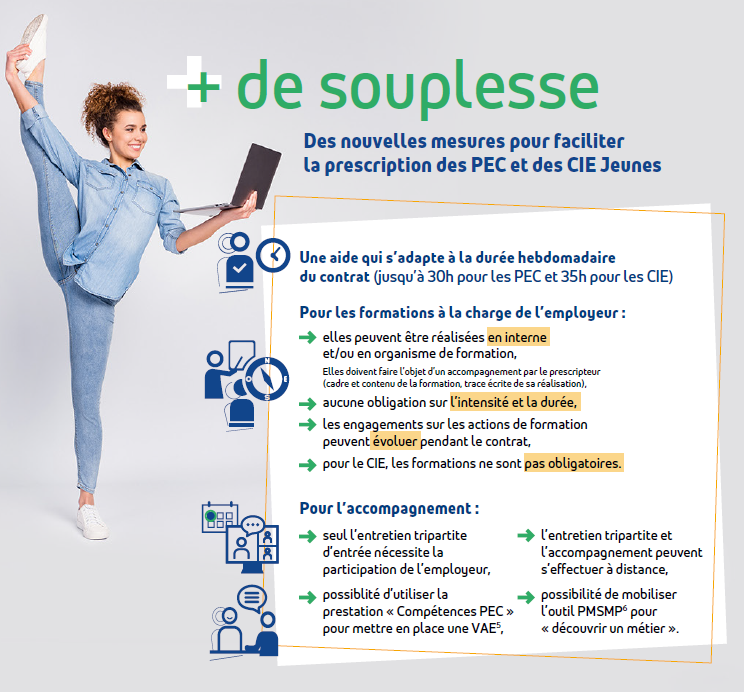 + de souplesse
Des nouvelles mesures pour faciliter
la prescription des PEC et des CIE Jeunes
Une aide qui s’adapte à la durée hebdomadaire
du contrat (jusqu’à 30h pour les PEC et 35h pour les CIE)
Pour les formations à la charge de l’employeur :
elles peuvent être réalisées en interne
et/ou en organisme de formation,
Elles doivent faire l’objet d’un accompagnement par le prescripteur
(cadre et contenu de la formation, trace écrite de sa réalisation),
aucune obligation sur l’intensité et la durée,
les engagements sur les actions de formation
peuvent évoluer pendant le contrat,
pour le CIE, les formations ne sont pas obligatoires.
N
O E
S
Pour l’accompagnement :
seul l’entretien tripartite
d’entrée nécessite la
participation de l’employeur,
possiblité d’utiliser la
prestation « Compétences PEC »
pour mettre en place une VAE⁵,
l’entretien tripartite et
l’accompagnement peuvent
s’effectuer à distance,
possibilité de mobiliser
l’outil PMSMP⁶ pour
« découvrir un métier ».